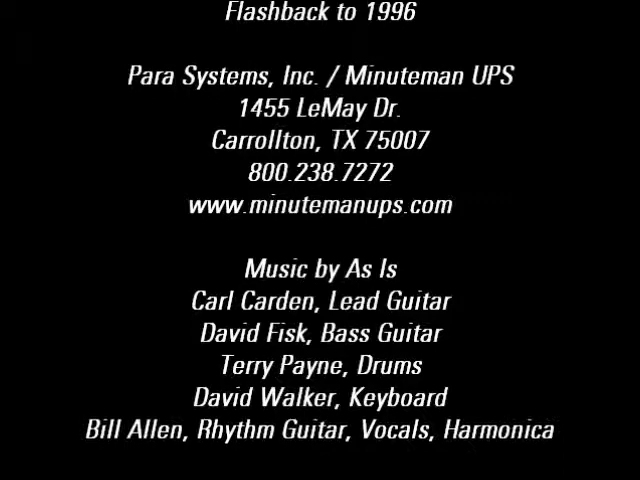 Flashback to 1996
Para Systems, Inc. / Minuteman UPS
1455 LeMay Dr.
Carrollton, TX 75007
800.238.7272
www.minutemanups.com
Music by As Is
Carl Carden, Lead Guitar
David Fisk, Bass Guitar
Terry Payne, Drums
David Walker, Keyboard
Bill Allen, Rhythm Guitar, Vocals, Harmonica